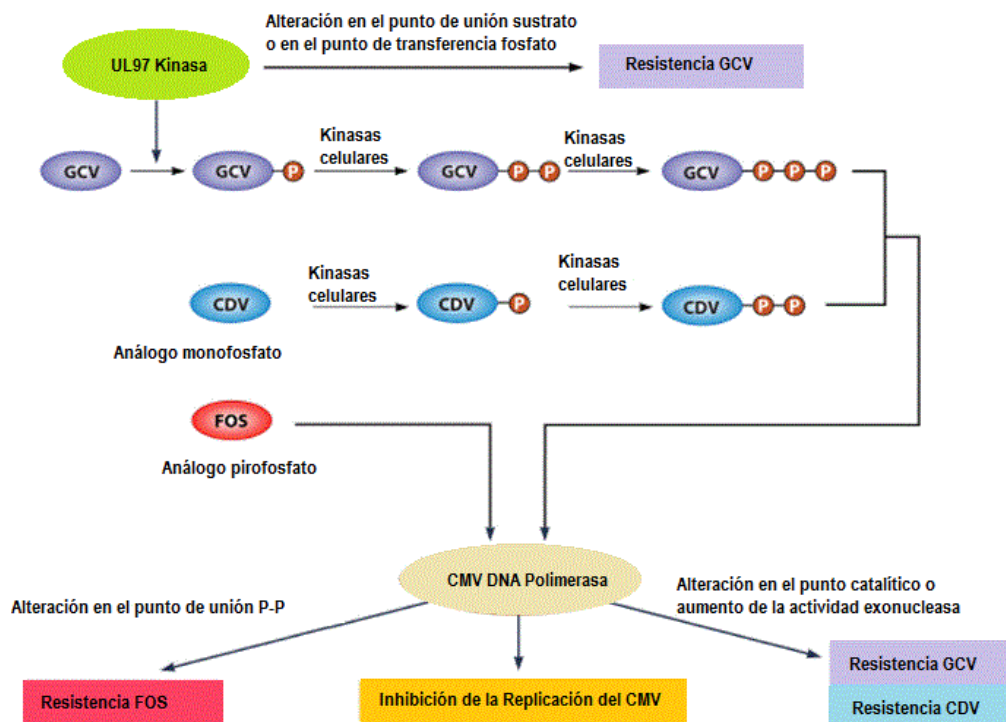 Alteración en el punto de unión sustrato
o en el punto de transferencia fosfato
UL97 Kinasa
Resistencia GCV
GCV
GCV
P
Kinasas
celulares
GCV
P
P
Kinasas
celulares
GCV
P
P
P
CDV
Kinasas
celulares
CDV
P
Kinasas
celulares
CDV
P
P
Análogo monofosfato
FOS
Análogo pirofosfato
CMV DNA Polimerasa
Alteración en el punto de unión P-P
Alteración en el punto catalítico o
aumento de la actividad exonucleasa
Resistencia FOS
Inhibición de la Replicación del CMV
Resistencia GCV
Resistencia CDV